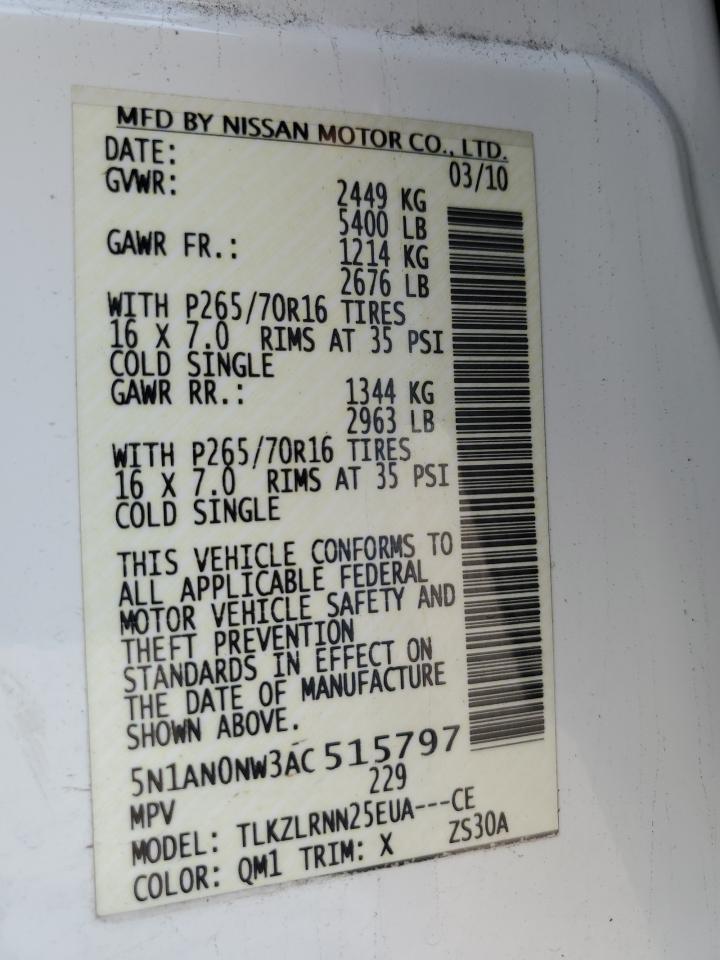 MFD BY NISSAN MOTOR CO., LTD.
DATE: 03/10
GVWR: 2449 KG
5400 LB
GAWR FR.: 1214 KG
2676 LB
WITH P265/70R16 TIRES
16 X 7.0 RIMS AT 35 PSI
COLD SINGLE
GAWR RR.: 1344 KG
2963 LB
WITH P265/70R16 TIRES
16 X 7.0 RIMS AT 35 PSI
COLD SINGLE
THIS VEHICLE CONFORMS TO
ALL APPLICABLE FEDERAL
MOTOR VEHICLE SAFETY AND
THEFT PREVENTION
STANDARDS IN EFFECT ON
THE DATE OF MANUFACTURE
SHOWN ABOVE.
5N1AN0NW3AC515797
MPV 229
MODEL: TLKZLRNN25EUA---CE
COLOR: QM1 TRIM: X ZS30A